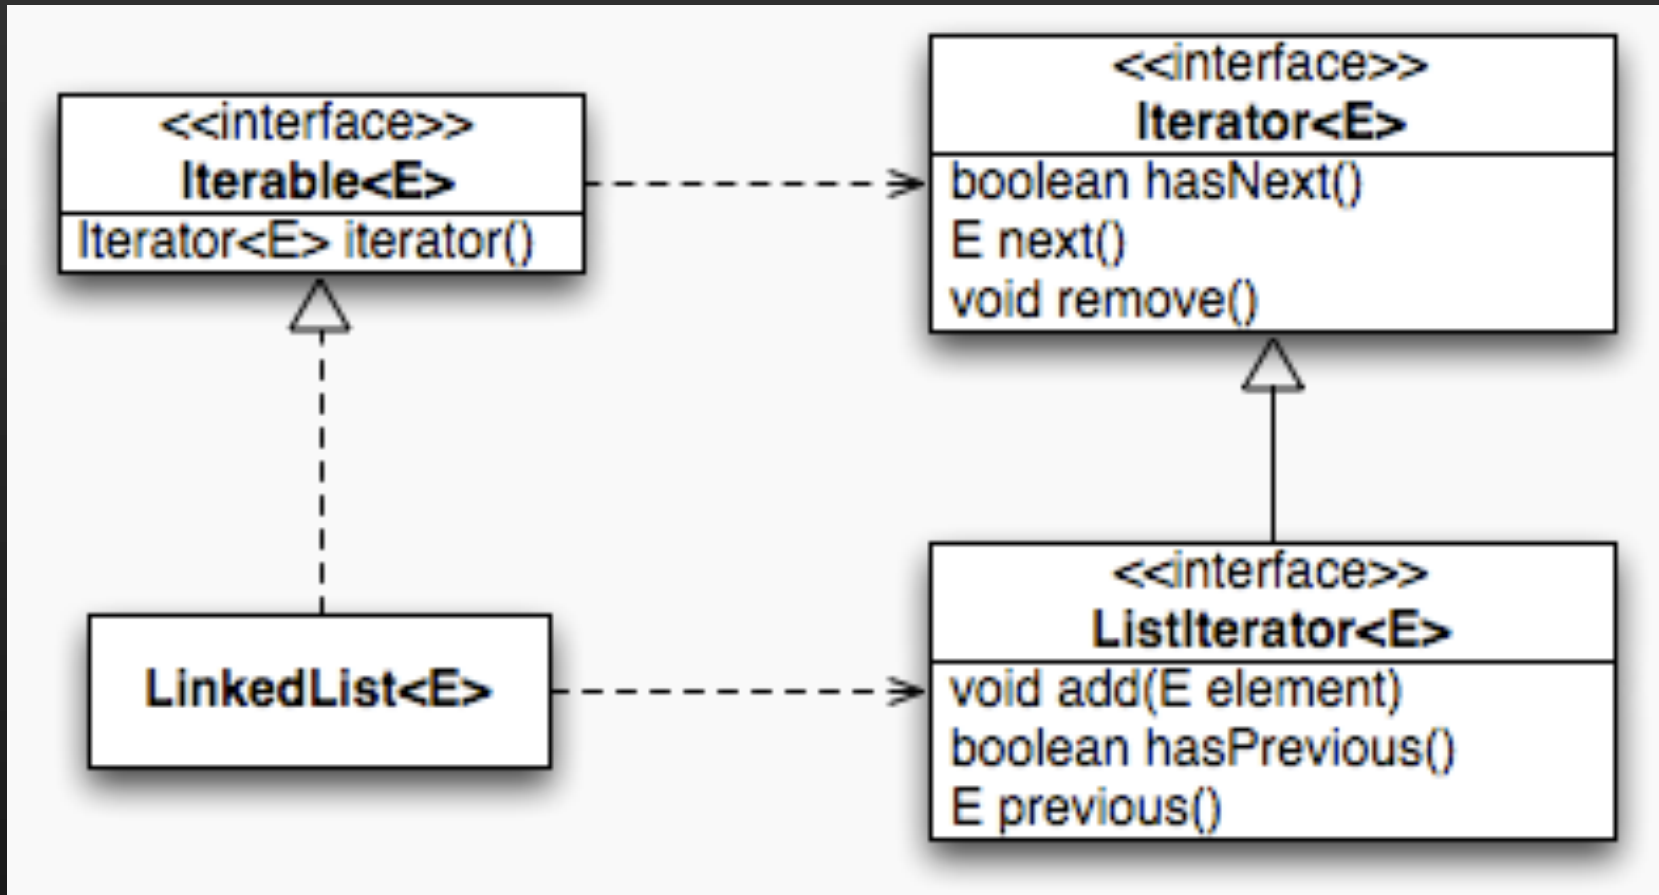 <<interface>>
Iterable<E>
Iterator<E> iterator()
<<interface>>
Iterator<E>
boolean hasNext()
E next()
void remove()
LinkedList<E>
<<interface>>
ListIterator<E>
void add(E element)
boolean hasPrevious()
E previous()